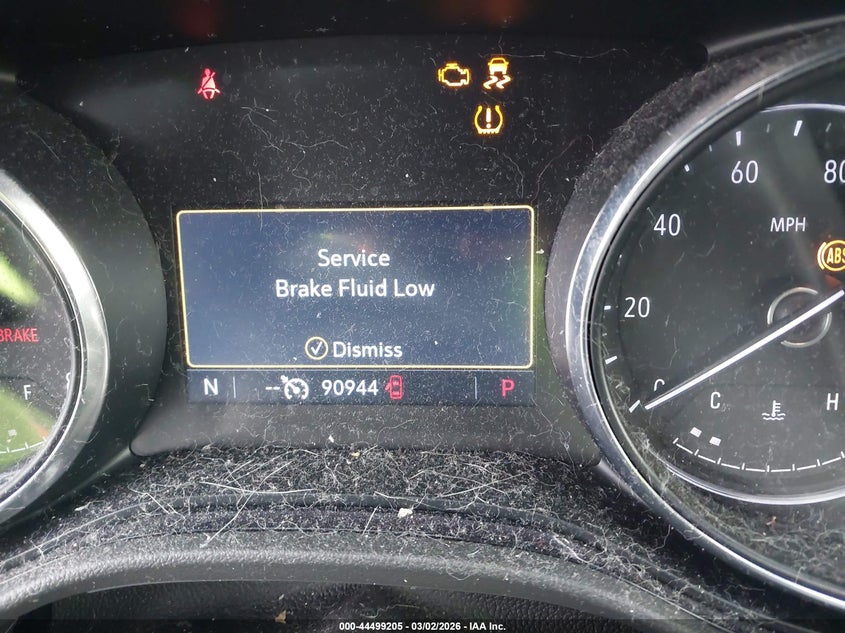 60
80
40
MPH
ABS
Service
Brake Fluid Low
20
BRAKE
Dismiss
0
N
--
90944
P
F
C
H
000-44499205 - 03/02/2026 - IAA Inc.